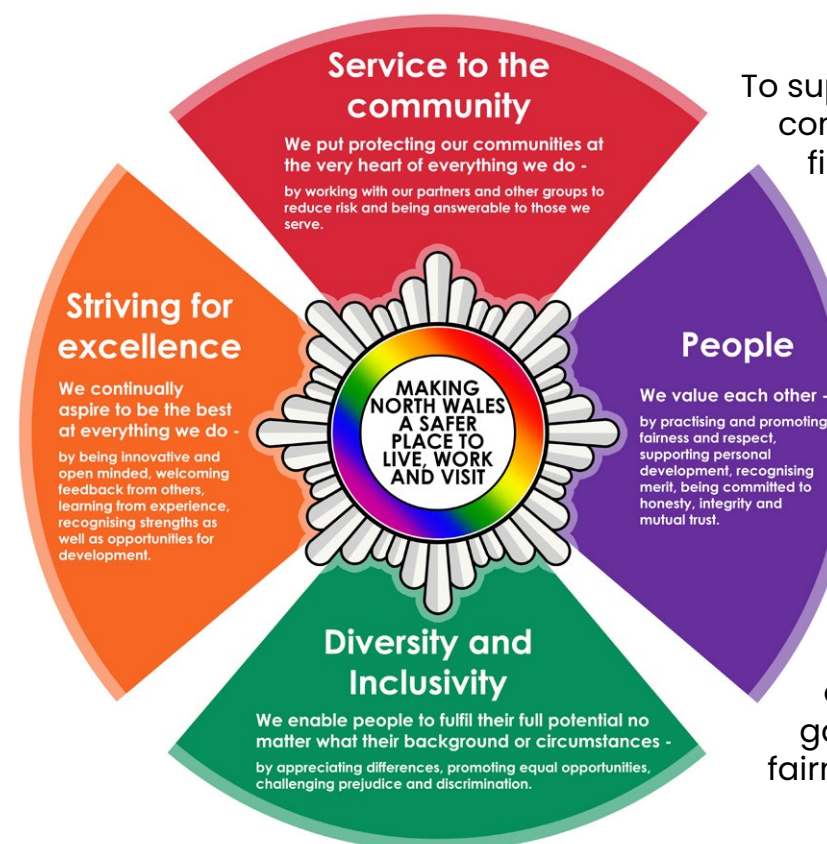 Service to the
community
We put protecting our communities at
the very heart of everything we do -
by working with our partners and other groups to
reduce risk and being answerable to those we
serve.
Striving for
excellence
We continually
aspire to be the best
at everything we do -
by being innovative and
open minded, welcoming
feedback from others,
learning from experience,
recognising strengths as
well as opportunities for
development.
MAKING
NORTH WALES
A SAFER
PLACE TO
LIVE, WORK
AND VISIT
People
We value each other -
by practising and promoting
fairness and respect,
supporting personal
development, recognising
merit, being committed to
honesty, integrity and
mutual trust.
Diversity and
Inclusivity
We enable people to fulfil their full potential no
matter what their background or circumstances -
by appreciating differences, promoting equal opportunities,
challenging prejudice and discrimination.
To